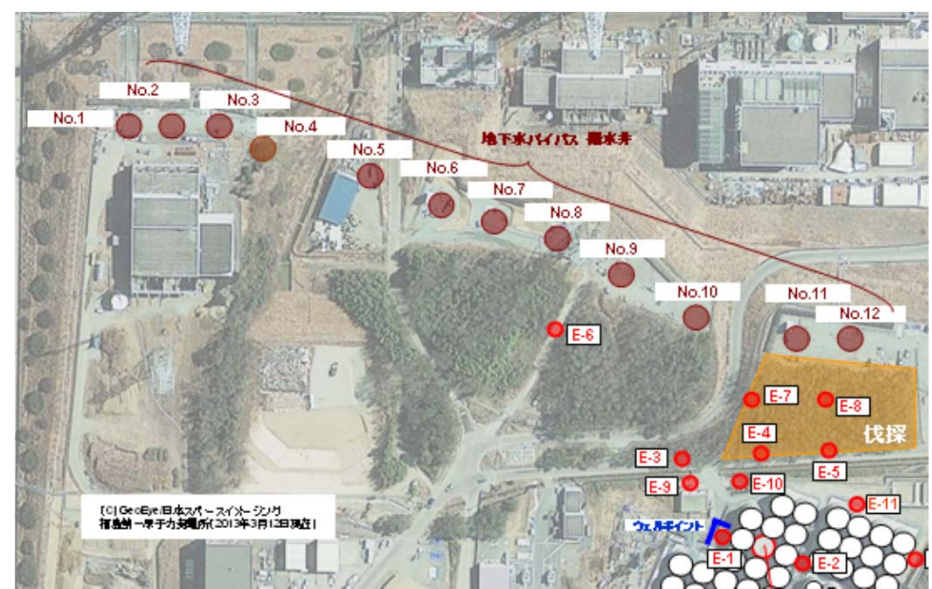 No.2
No.3
No.1
No.4
No.5
地下水バイパス 揚水井
No.6
No.7
No.8
No.9
No.10
No.11
No.12
E-6
E-7
E-8
伐採
E-4
E-3
E-5
E-9
E-10
E-11
ウェルポイント
E-1
E-2
(C)GeoEye/日本スペースイメージング
福島第一原子力発電所(2013年3月12日現在)